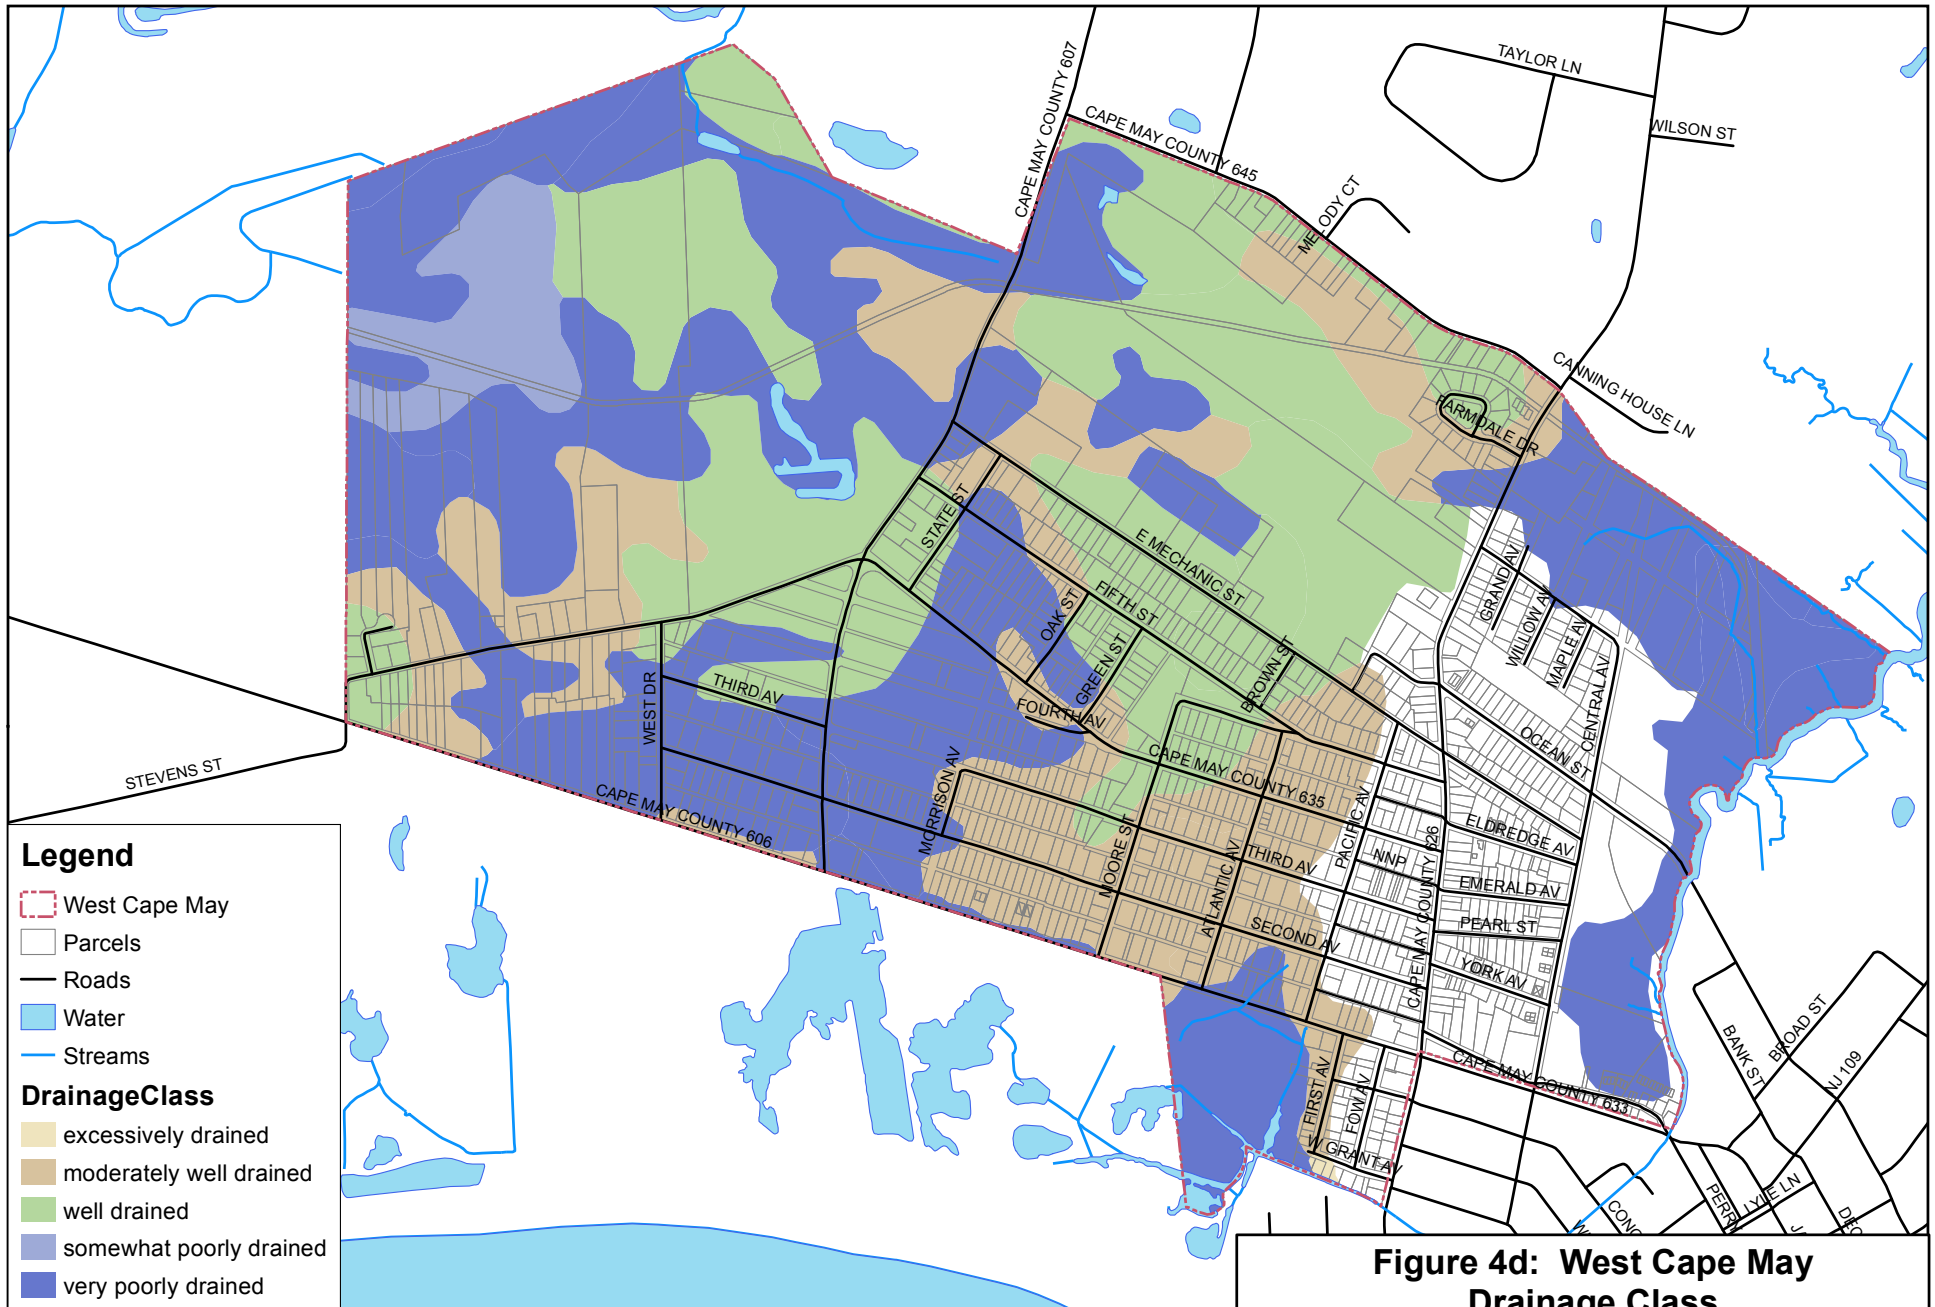 TAYLOR LN
WILSON ST
CAPE MAY COUNTY 607
CAPE MAY COUNTY 645
MELODY CT
CANNING HOUSE LN
FARMDALE DR
STATE ST
E MECHANIC ST
FIFTH ST
OAK ST
GREEN ST
BROWN ST
GRAND AV
WILLOW AV
MAPLE AV
CENTRAL AV
WEST DR
THIRD AV
FOURTH AV
OCEAN ST
STEVENS ST
CAPE MAY COUNTY 606
MORRISON AV
CAPE MAY COUNTY 635
MOORE ST
ATLANTIC AV
THIRD AV
PACIFIC AV
NNP
CAPE MAY COUNTY 626
ELDREDGE AV
EMERALD AV
PEARL ST
SECOND AV
YORK AV
FIRST AV
FOW AV
W GRANT AV
CAPE MAY COUNTY 633
BANK ST
BROAD ST
NJ 109
LYLE LN
Legend
West Cape May
Parcels
Roads
Water
Streams
DrainageClass
excessively drained
moderately well drained
well drained
somewhat poorly drained
very poorly drained
Figure 4d: West Cape May
Drainage Class